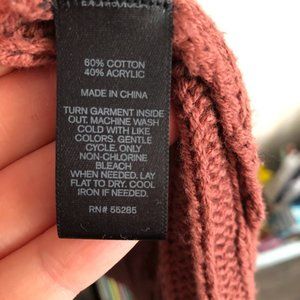 60% COTTON
40% ACRYLIC
MADE IN CHINA
TURN GARMENT INSIDE
OUT. MACHINE WASH
COLD WITH LIKE
COLORS. GENTLE
CYCLE. ONLY
NON-CHLORINE
BLEACH
WHEN NEEDED. LAY
FLAT TO DRY. COOL
IRON IF NEEDED.
RN# 55285